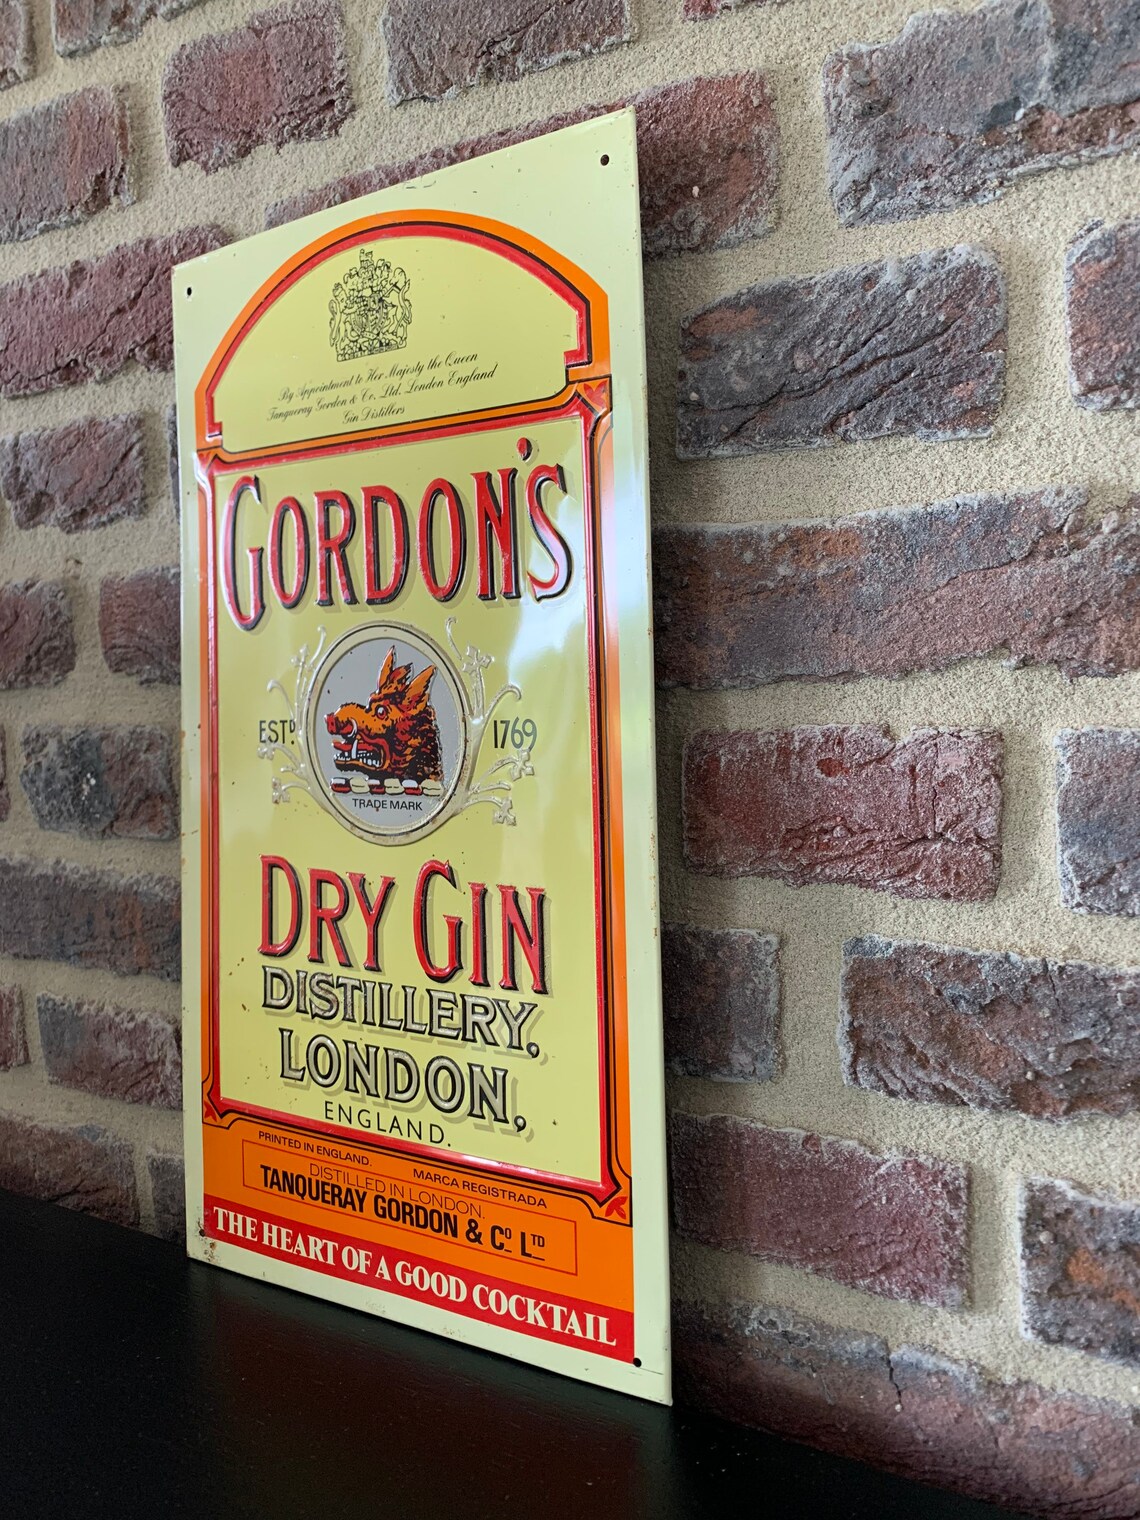 By Appointment to Her Majesty the Queen
Tanqueray Gordon & Co. Ltd. London England
Gin Distillers
GORDON'S
ESTD 1769
TRADE MARK
DRY GIN
DISTILLERY,
LONDON,
ENGLAND.
PRINTED IN ENGLAND. MARCA REGISTRADA
DISTILLED IN LONDON.
TANQUERAY GORDON & CO LTD
THE HEART OF A GOOD COCKTAIL